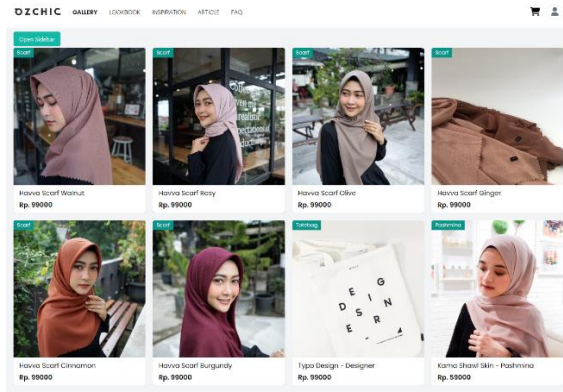 OZCHIC GALLERY LOOKBOOK INSPIRATION ARTICLE FAQ
Open Sidebar
Scarf Scarf Scarf Scarf
Havva Scarf Walnut Havva Scarf Rosy Havva Scarf Olive Havva Scarf Ginger
Rp. 99000 Rp. 99000 Rp. 99000 Rp. 99000
Scarf Scarf Totebag Pashmina
DESIGNER
Havva Scarf Cinnamon Havva Scarf Burgundy Typo Design - Designer Kama Shawl Skin - Pashmina
Rp. 99000 Rp. 99000 Rp. 99000 Rp. 59000